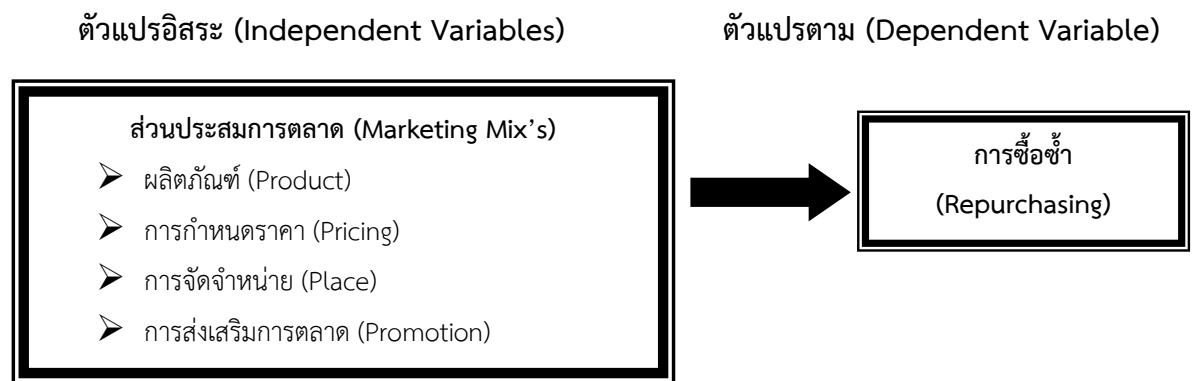 ตัวแปรอิสระ (Independent Variables)
ตัวแปรตาม (Dependent Variable)
ส่วนประสมการตลาด (Marketing Mix’s)
➢ ผลิตภัณฑ์ (Product)
➢ การกำหนดราคา (Pricing)
➢ การจัดจำหน่าย (Place)
➢ การส่งเสริมการตลาด (Promotion)
การซื้อซ้ำ
(Repurchasing)